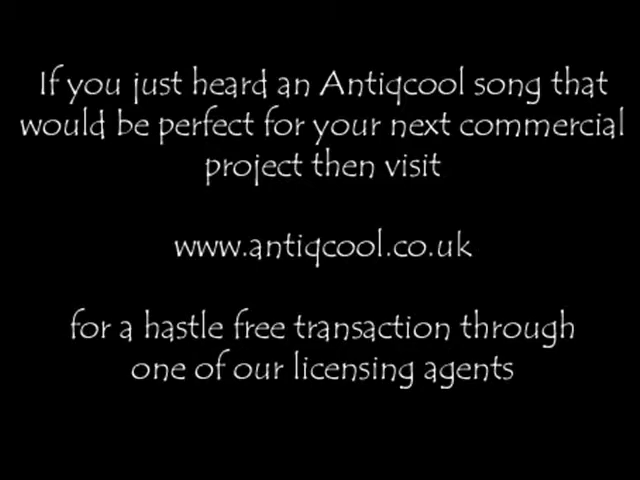 If you just heard an Antiqcool song that
would be perfect for your next commercial
project then visit
www.antiqcool.co.uk
for a hastle free transaction through
one of our licensing agents